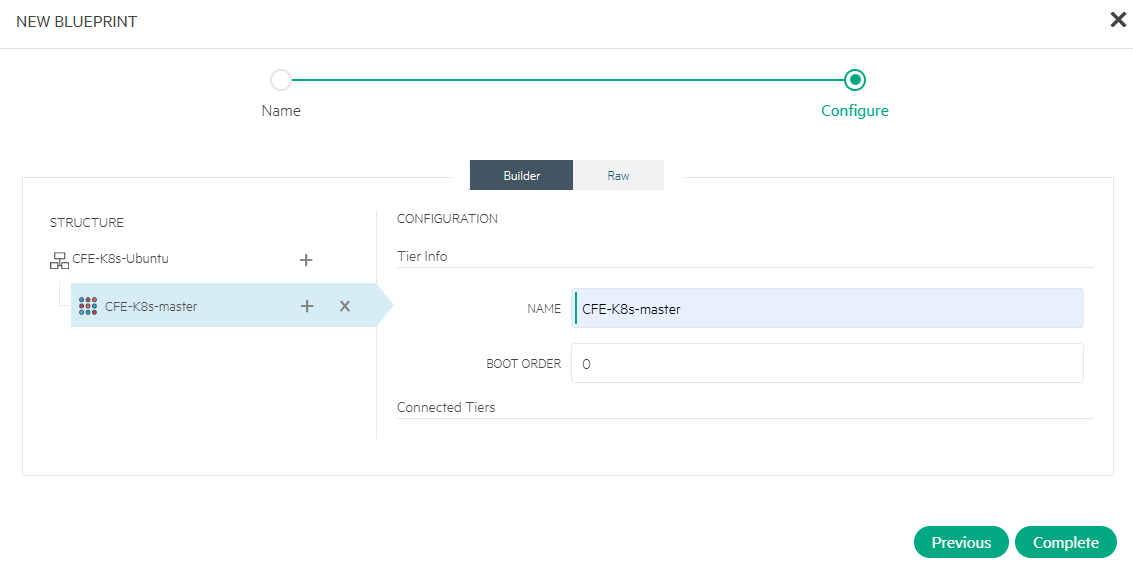 NEW BLUEPRINT
Name
Configure
Builder
Raw
STRUCTURE
CFE-K8s-Ubuntu
CFE-K8s-master
CONFIGURATION
Tier Info
NAME CFE-K8s-master
BOOT ORDER 0
Connected Tiers
Previous
Complete